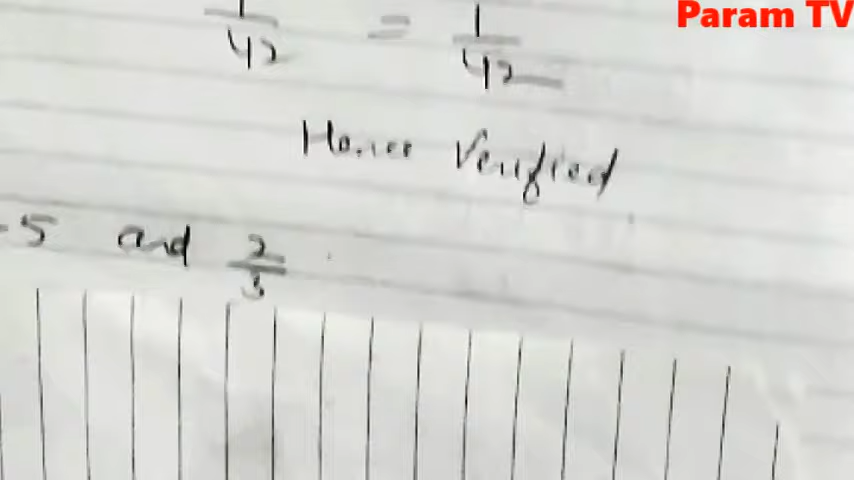 Param TV
1/42 = 1/42
Hence Verified
-5 and 2/3